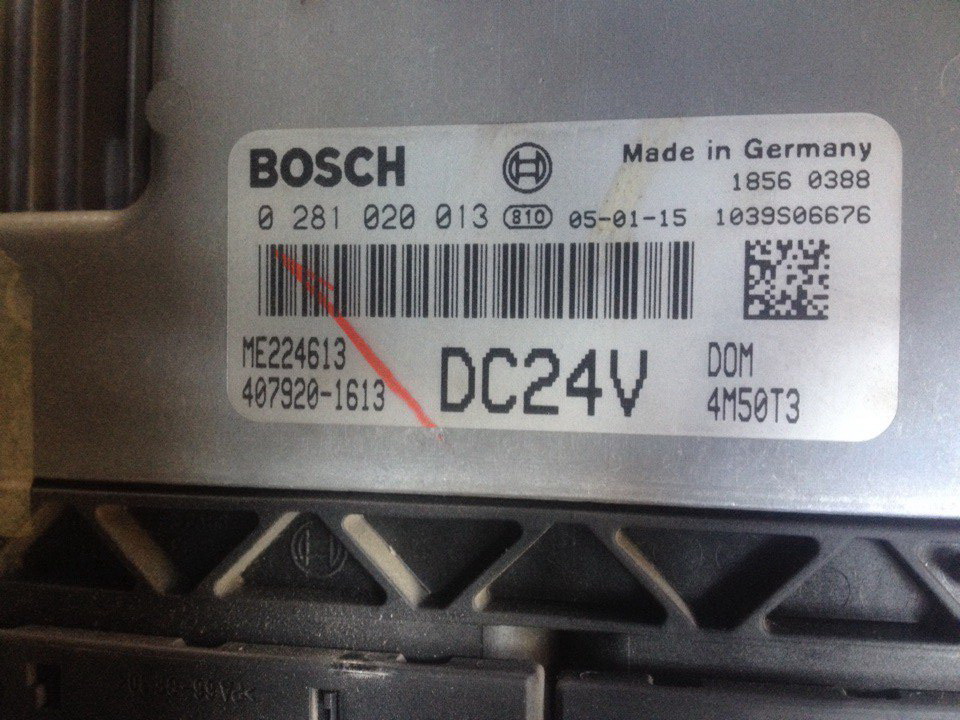 BOSCH
Made in Germany
1856 0388
0 281 020 013 810 05-01-15 1039S06676
ME224613
407920-1613
DC24V
DOM
4M50T3